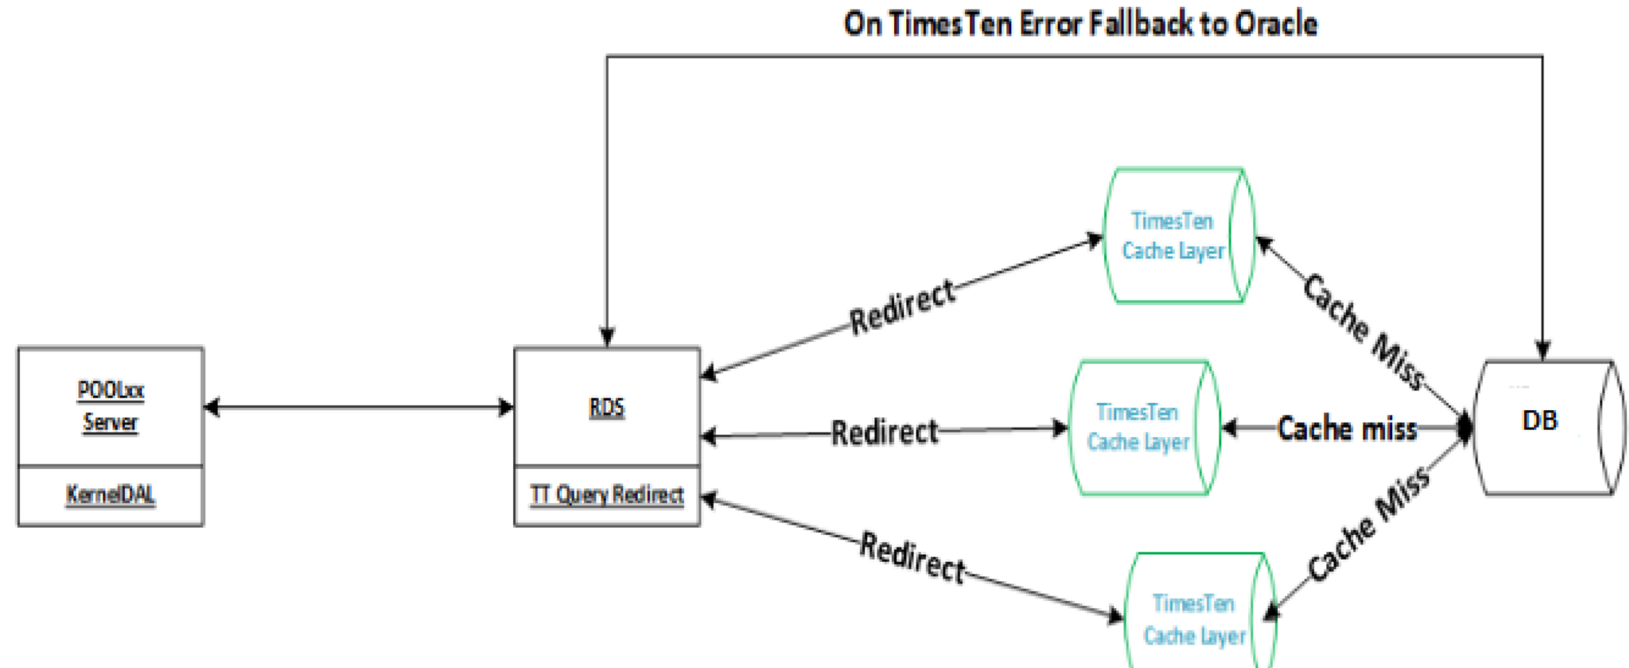 On TimesTen Error Fallback to Oracle
TimesTen
Cache Layer
Redirect
Cache Miss
POOLxx
Server
KernelDAL
RDS
TT Query Redirect
Redirect
TimesTen
Cache Layer
Cache miss
DB
Redirect
Cache Miss
TimesTen
Cache Layer